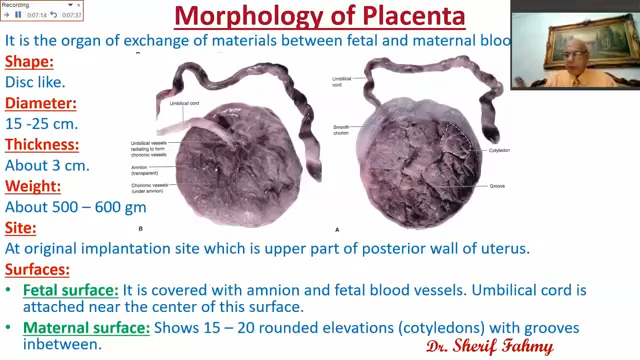 Recording
0:07:14
0:07:37
Morphology of Placenta
It is the organ of exchange of materials between fetal and maternal bloo
Shape:
Disc like.
Diameter:
15 -25 cm.
Thickness:
About 3 cm.
Weight:
About 500 – 600 gm
Umbilical cord
Umbilical vessels
radiating to form
chorionic vessels
Amnion
(transparent)
Chorionic vessels
(under amnion)
B
Umbilical
cord
Smooth
chorion
Cotyledon
Groove
A
Site:
At original implantation site which is upper part of posterior wall of uterus.
Surfaces:
• Fetal surface: It is covered with amnion and fetal blood vessels. Umbilical cord is
attached near the center of this surface.
• Maternal surface: Shows 15 – 20 rounded elevations (cotyledons) with grooves
inbetween.
Dr. Sherif Fahmy